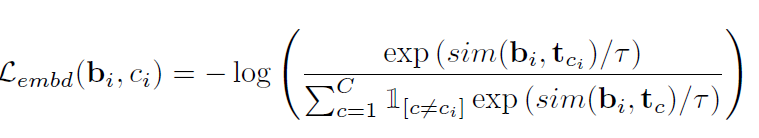 $\mathcal{L}_{embd}(\mathbf{b}_i, c_i) = -\log\left(\frac{\exp\left(sim(\mathbf{b}_i, \mathbf{t}_{c_i})/\tau\right)}{\sum_{c=1}^{C} \mathbb{1}_{[c \neq c_i]} \exp\left(sim(\mathbf{b}_i, \mathbf{t}_c)/\tau\right)}\right)$